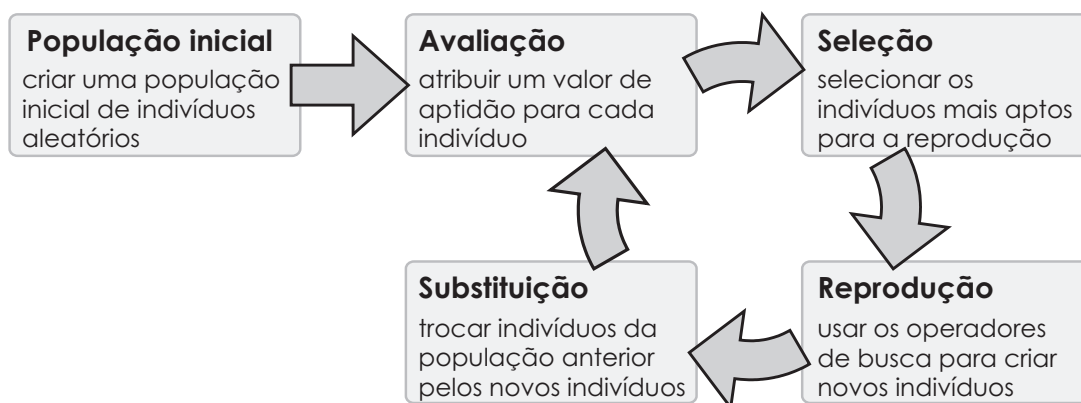 População inicial
criar uma população
inicial de indivíduos
aleatórios
Avaliação
atribuir um valor de
aptidão para cada
indivíduo
Seleção
selecionar os
indivíduos mais aptos
para a reprodução
Reprodução
usar os operadores
de busca para criar
novos indivíduos
Substituição
trocar indivíduos da
população anterior
pelos novos indivíduos